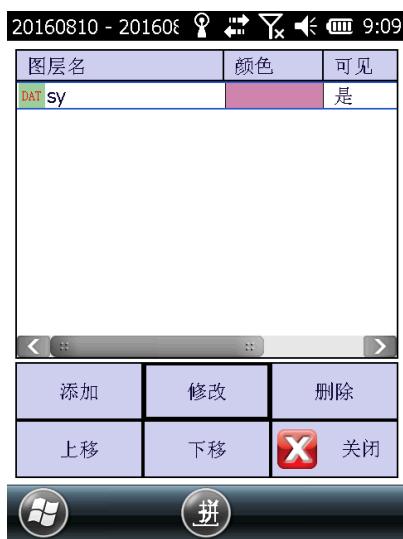 20160810 - 201608 9:09
图层名 颜色 可见
DAT sy 是
添加 修改 删除
上移 下移 关闭
拼